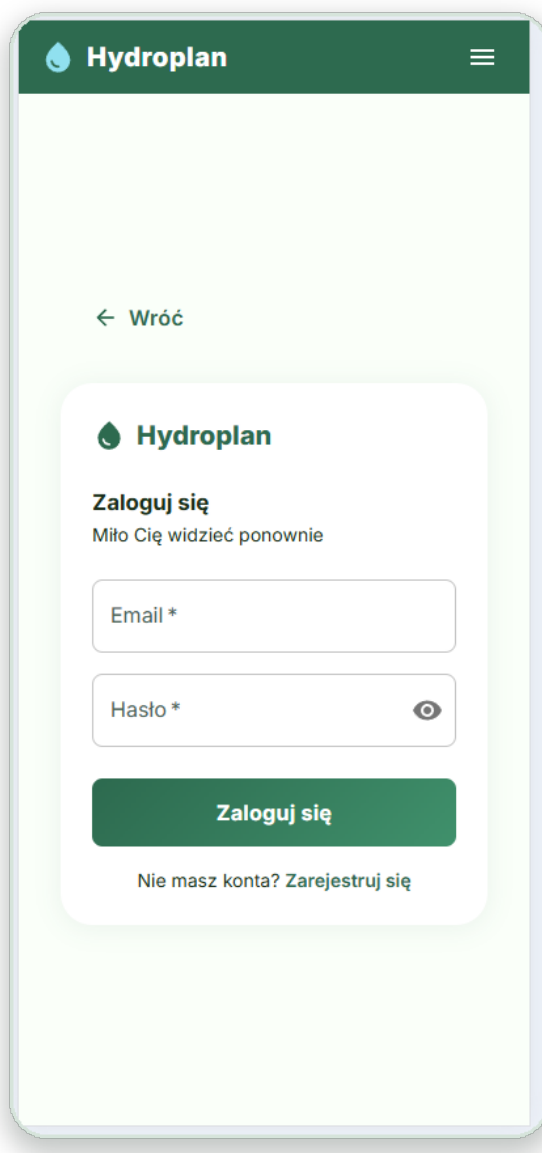 Hydroplan
← Wróć
Hydroplan
Zaloguj się
Miło Cię widzieć ponownie
Email *
Hasło *
Zaloguj się
Nie masz konta? Zarejestruj się